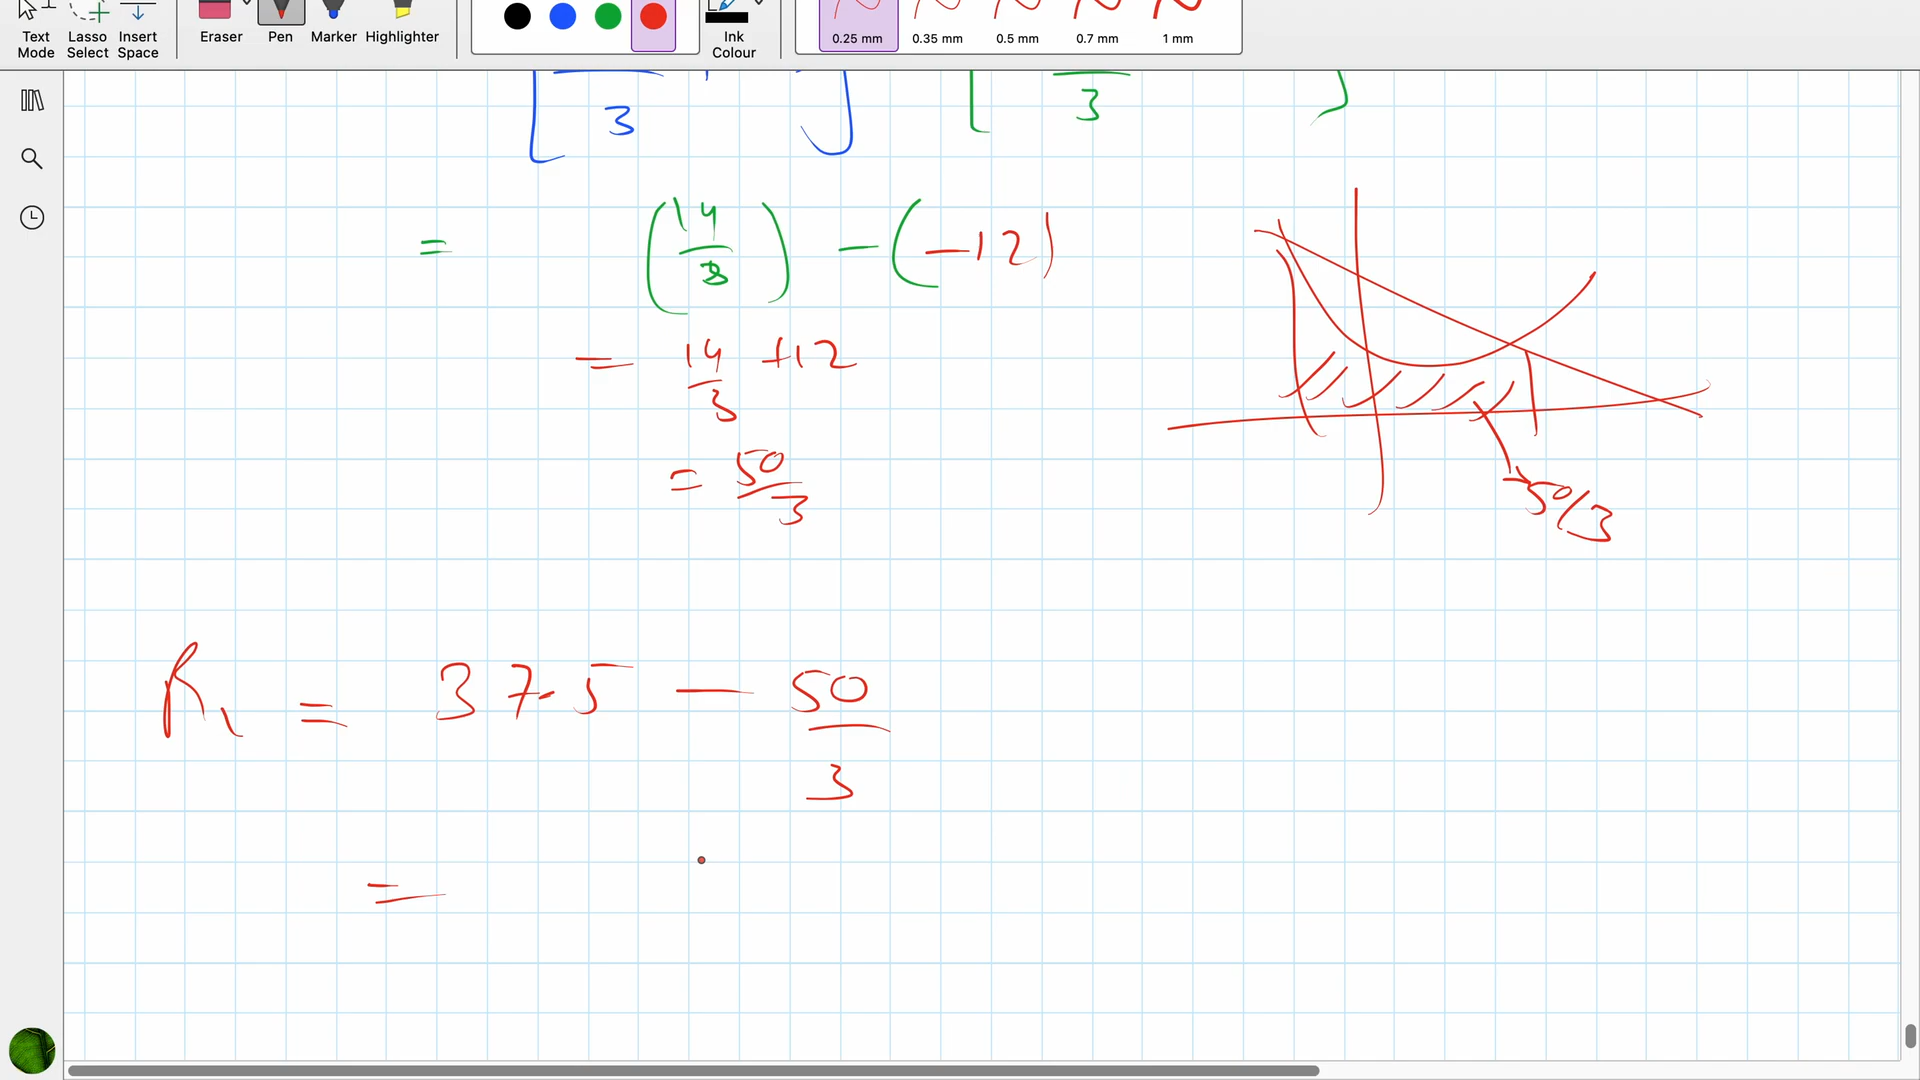 Text Mode
Lasso Select
Insert Space
Eraser
Pen
Marker
Highlighter
Ink Colour
0.25 mm
0.35 mm
0.5 mm
0.7 mm
1 mm
3
3
= (14/3) - (-12)
= 14/3 +12
= 50/3
50/3
R1 = 37.5 - 50/3
=